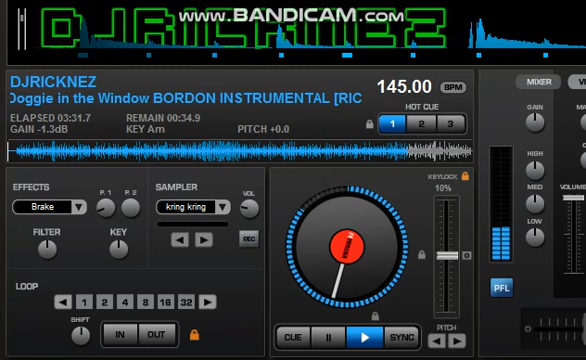 DJRICKNEZ
www.BANDICAM.com
DJRICKNEZ
Doggie in the Window BORDON INSTRUMENTAL [RIC
145.00 BPM
HOT CUE
ELAPSED 03:31.7 REMAIN 00:34.9
GAIN -1.3dB KEY Am PITCH +0.0
1 2 3
MIXER
GAIN
HIGH
MED
LOW
VOLUME
PFL
EFFECTS
P. 1 P. 2
Brake
FILTER KEY
SAMPLER
VOL
kring kring
REC
KEYLOCK
10%
LOOP
1 2 4 8 16 32
SHIFT
IN OUT
CUE SYNC
PITCH